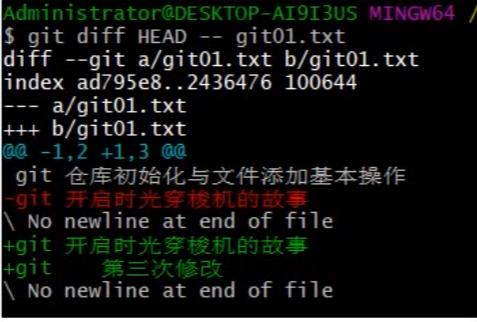 Administrator@DESKTOP-AI9I3US MINGW64 /
$ git diff HEAD -- git01.txt
diff --git a/git01.txt b/git01.txt
index ad795e8..2436476 100644
--- a/git01.txt
+++ b/git01.txt
@@ -1,2 +1,3 @@
 git 仓库初始化与文件添加基本操作
-git 开启时光穿梭机的故事
\ No newline at end of file
+git 开启时光穿梭机的故事
+git    第三次修改
\ No newline at end of file